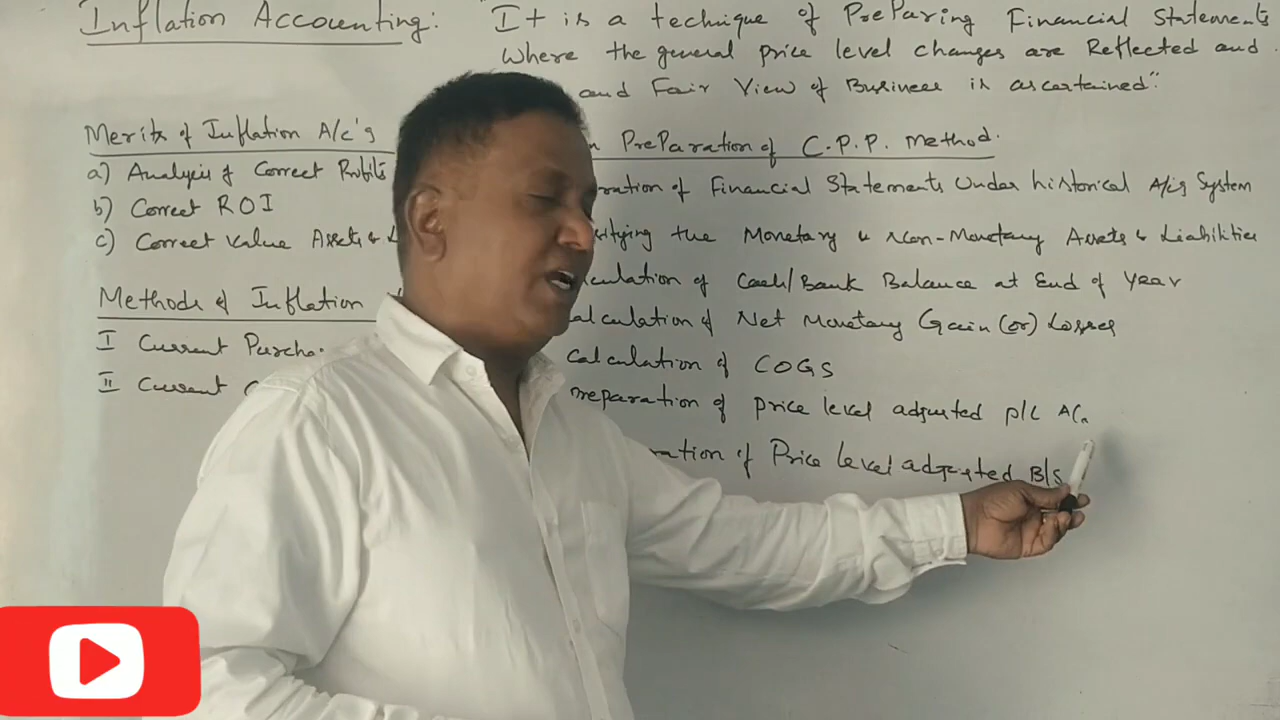 Inflation Accounting: "It is a technique of Preparing Financial Statements
Where the general price level changes are Reflected and
and Fair View of Business is ascertained"
Merits of Inflation A/c's
a) Analysis of Correct Profits
b) Correct ROI
c) Correct Value Assets &
Methods of Inflation
I Current Purcha
II Current
Preparation of C.P.P. Method.
ration of Financial Statements Under historical A/cg System
ifying the Monetary & Non-Monetary Assets & Liabilities
lculation of Cash/Bank Balance at End of Year
alculation of Net Monetary Gain (or) Losses
calculation of COGS
preparation of price level adjusted P/L A/c
ration of Price level adjusted B/S